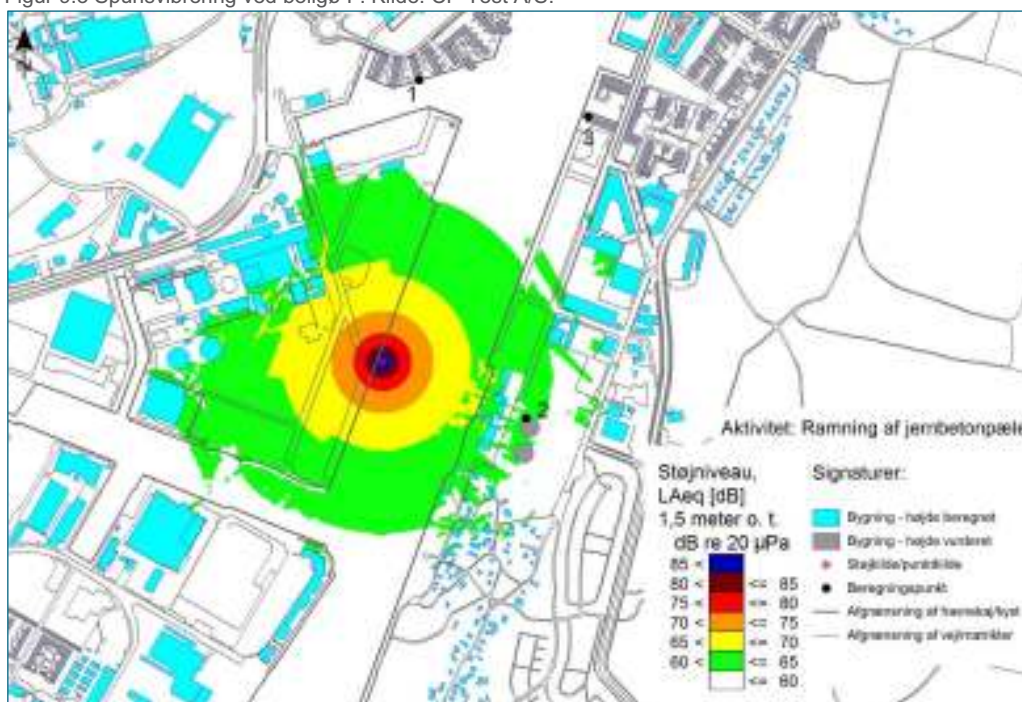 1
3
2
Aktivitet: Ramning af jernbetonpæle
Støjniveau,
LAeq [dB]
1,5 meter o. t.
dB re 20 µPa
85 <
80 < <= 85
75 < <= 80
70 < <= 75
65 < <= 70
60 < <= 65
<= 60
Signaturer:
Bygning - højde beregnet
Bygning - højde vurderet
Støjkilde/punktkilde
Beregningspunkt
Afgrænsning af havnekaj/kyst
Afgrænsning af vejmatrikler